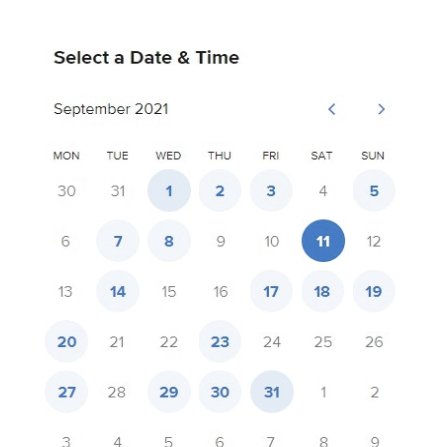 Select a Date & Time
September 2021
MON TUE WED THU FRI SAT SUN
30 31 1 2 3 4 5
6 7 8 9 10 11 12
13 14 15 16 17 18 19
20 21 22 23 24 25 26
27 28 29 30 31 1 2
3 4 5 6 7 8 9